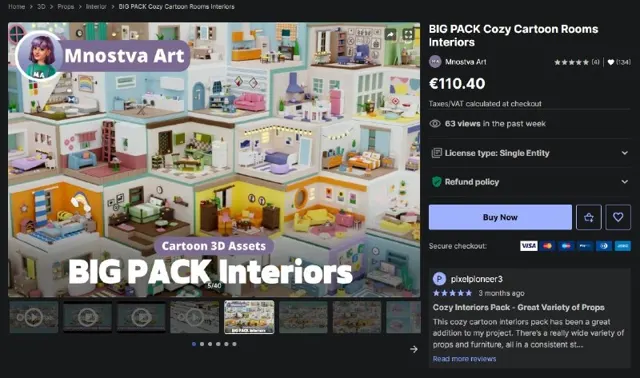 Home > 3D > Props > Interior > BIG PACK Cozy Cartoon Rooms Interiors
MA
Mnostva Art
Cartoon 3D Assets
BIG PACK Interiors
5/40
BIG PACK Interiors
BIG PACK Cozy Cartoon Rooms
Interiors
Mnostva Art
(4)
(134)
€110.40
Taxes/VAT calculated at checkout
63 views in the past week
License type: Single Entity
Refund policy
Buy Now
Secure checkout:
VISA
P pixelpioneer3
3 months ago
Cozy Interiors Pack - Great Variety of Props
This cozy cartoon interiors pack has been a great
addition to my project. There's a really wide variety of
props and furniture, all in a consistent st...
Read more reviews